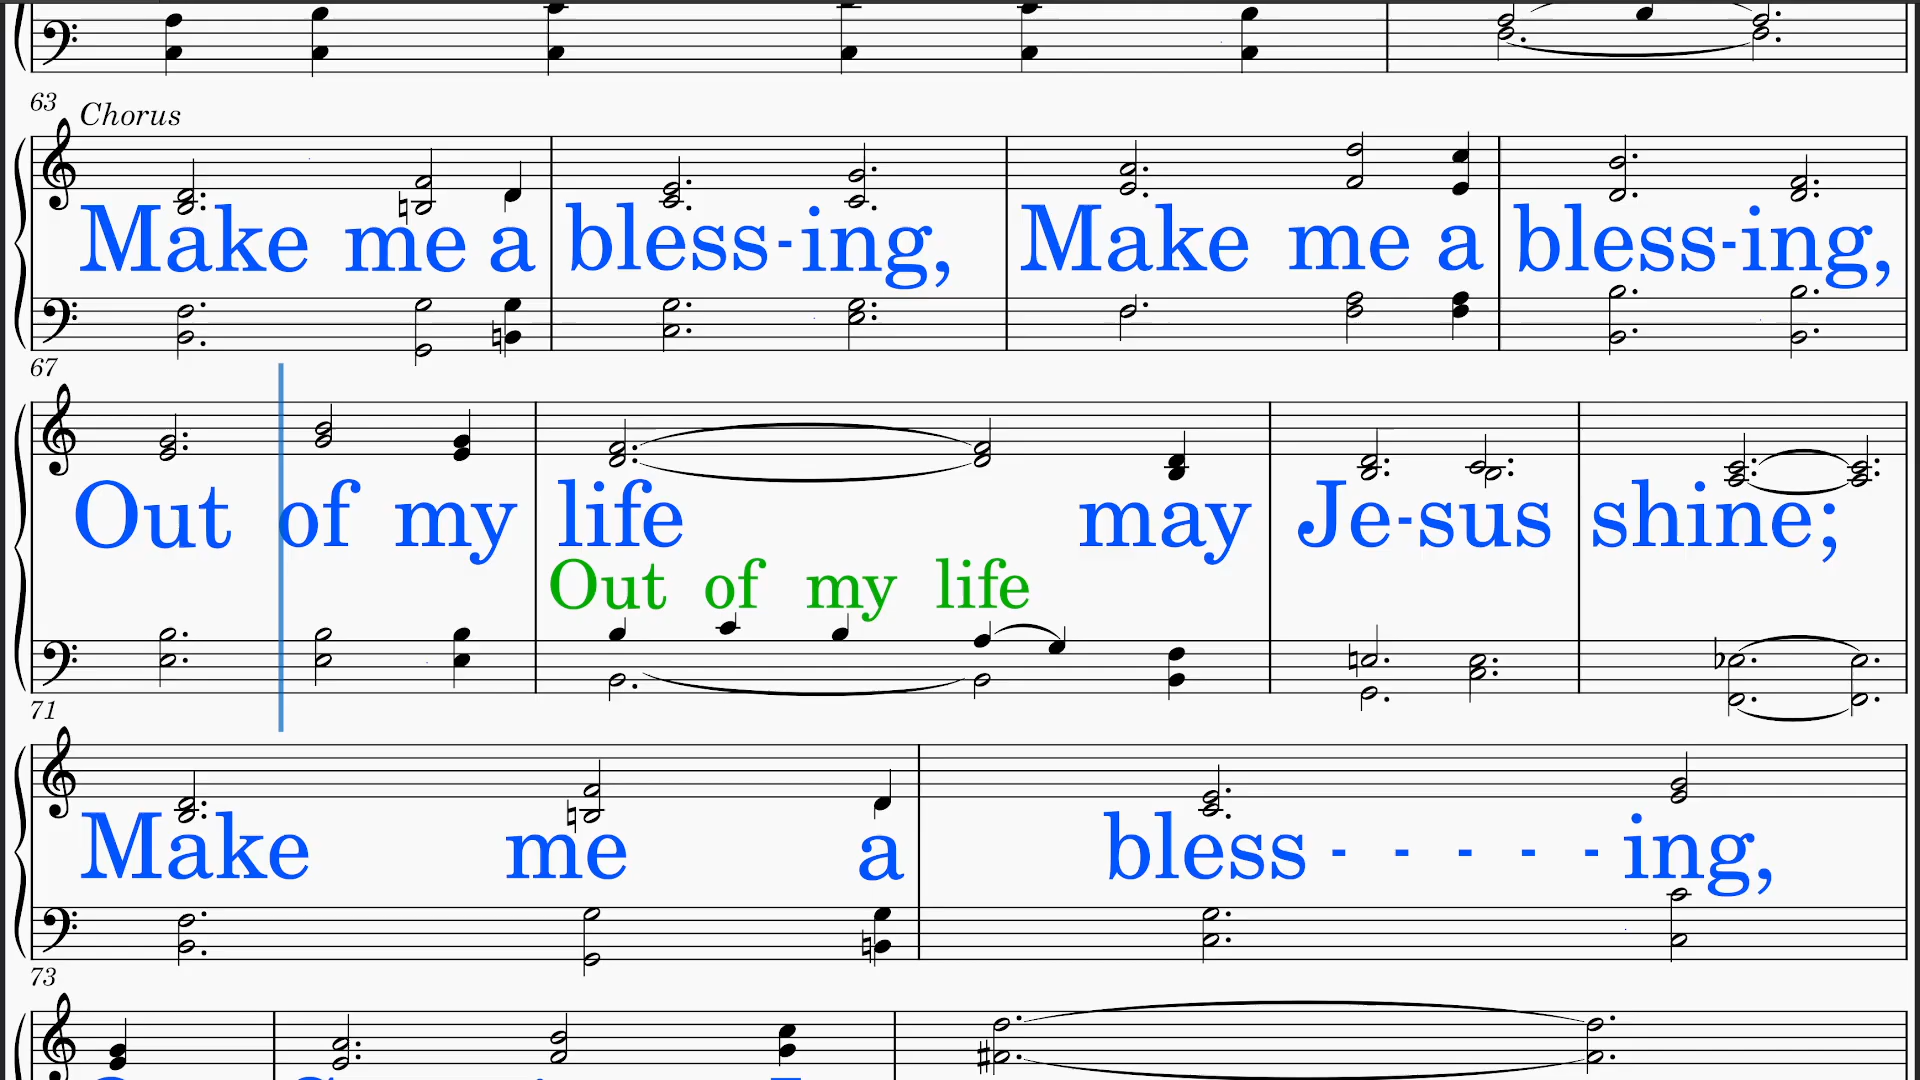 63 Chorus
Make me a bless-ing, Make me a bless-ing,
67
Out of my life may Je-sus shine;
Out of my life
71
Make me a bless - - - - - ing,
73